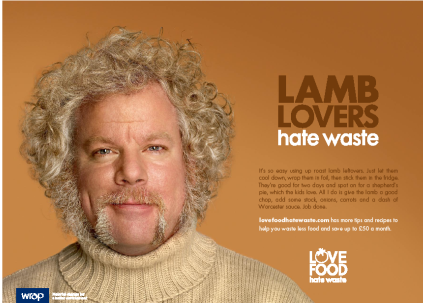 LAMB
LOVERS
hate waste
It's so easy using up roast lamb leftovers. Just let them
cool down, wrap them in foil, then stick them in the fridge.
They're good for two days and spot on for a shepherd's
pie, which the kids love. All I do is give the lamb a good
chop, add some stock, onions, carrots and a dash of
Worcester sauce. Job done.
lovefoodhatewaste.com has more tips and recipes to
help you waste less food and save up to £50 a month.
LOVE
FOOD
hate waste
wrap